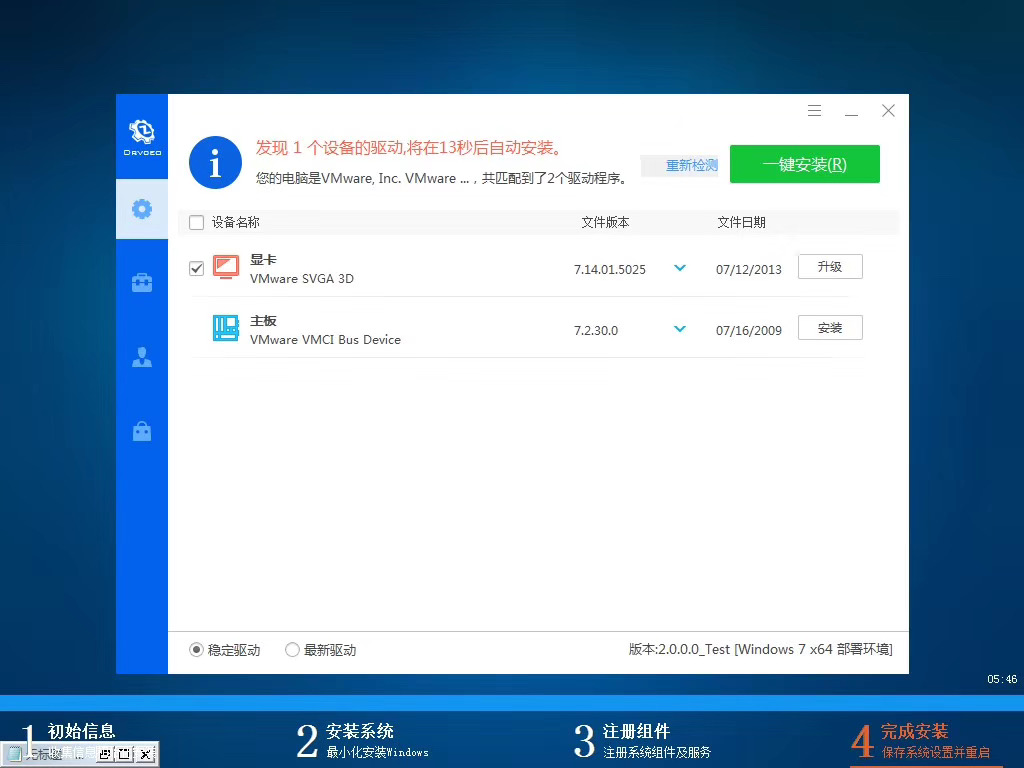 DRVGEO
发现 1 个设备的驱动,将在13秒后自动安装。
您的电脑是VMware, Inc. VMware ...，共匹配到了2个驱动程序。
重新检测
一键安装(R)
设备名称 文件版本 文件日期
显卡
VMware SVGA 3D
7.14.01.5025 07/12/2013 升级
主板
VMware VMCI Bus Device
7.2.30.0 07/16/2009 安装
稳定驱动 最新驱动 版本:2.0.0.0_Test [Windows 7 x64 部署环境]
05:46
1 初始信息
2 安装系统
最小化安装Windows
3 注册组件
注册系统组件及服务
4 完成安装
保存系统设置并重启